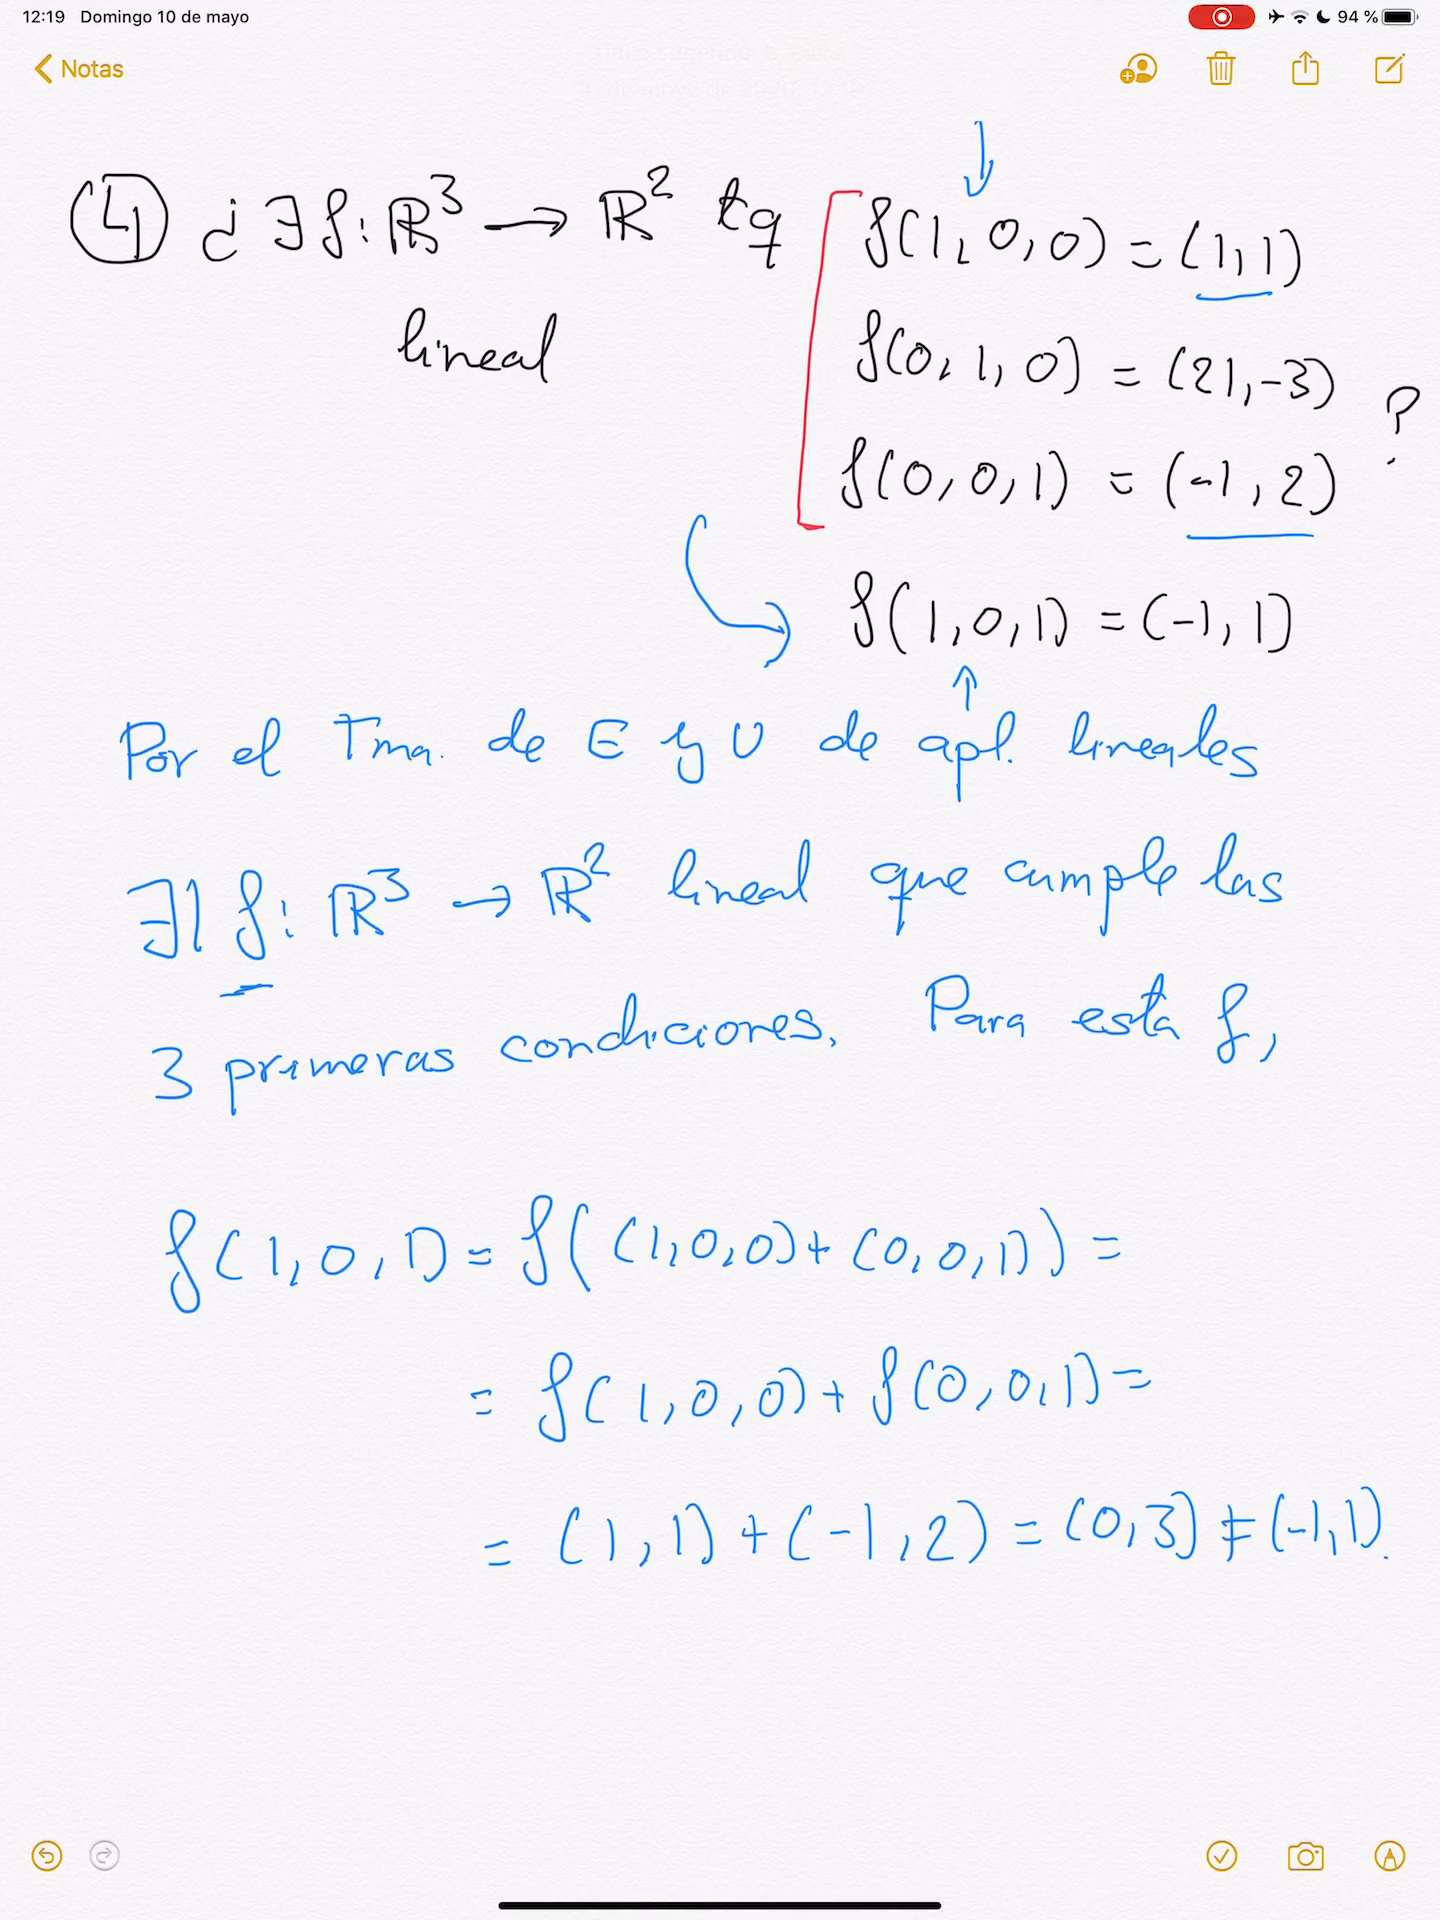 12:19 Domingo 10 de mayo
94 %
Notas
④ ¿ ∃ f: ℝ³ → ℝ² tq f(1, 0, 0) = (1, 1)
lineal
f(0, 1, 0) = (21, -3)
?
f(0, 0, 1) = (-1, 2)
f(1, 0, 1) = (-1, 1)
Por el Tma. de E y U de apl. lineales
∃| f: ℝ³ → ℝ² lineal que cumple las
3 primeras condiciones. Para esta f,
f(1, 0, 1) = f((1, 0, 0) + (0, 0, 1)) =
= f(1, 0, 0) + f(0, 0, 1) =
= (1, 1) + (-1, 2) = (0, 3) ≠ (-1, 1).